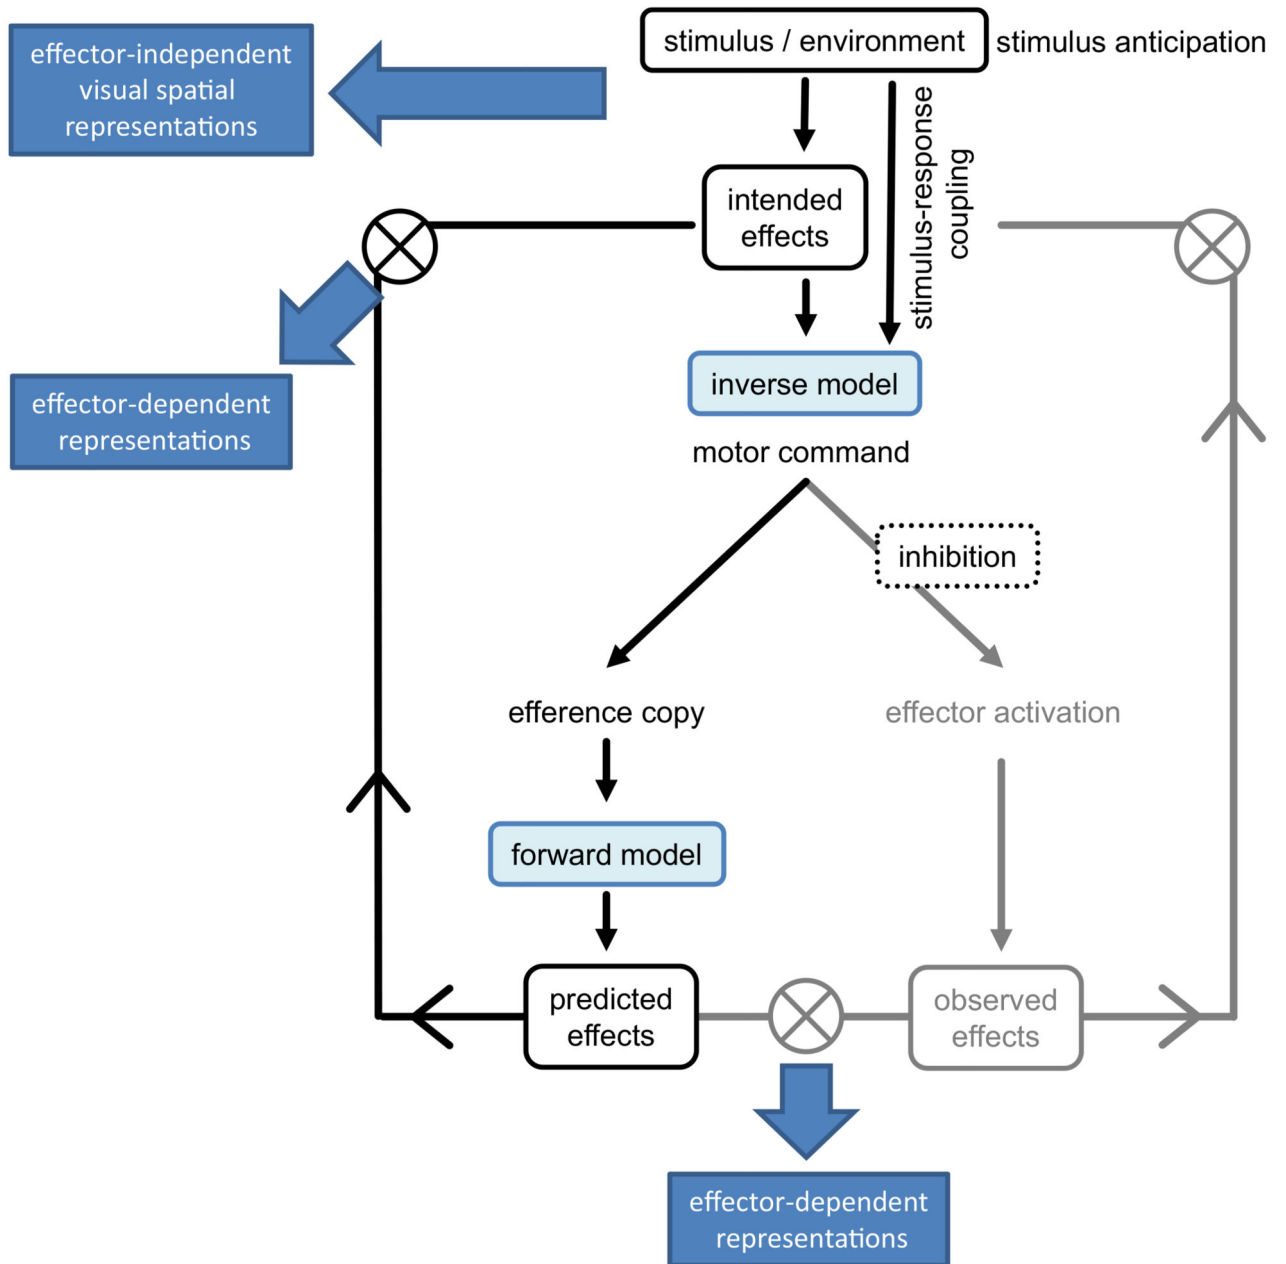 effector-independent
visual spatial
representations
stimulus / environment
stimulus anticipation
stimulus-response
coupling
intended
effects
effector-dependent
representations
inverse model
motor command
inhibition
efference copy
effector activation
forward model
predicted
effects
observed
effects
effector-dependent
representations